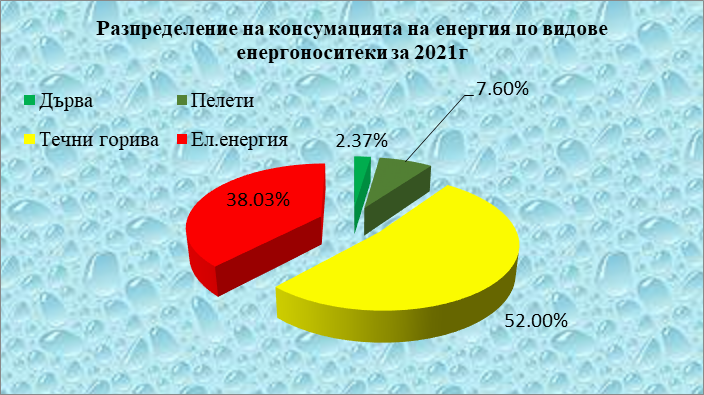 Разпределение на консумацията на енергия по видове
енергоноситеки за 2021г
Дърва
Пелети
Течни горива
Ел.енергия
2.37%
7.60%
38.03%
52.00%